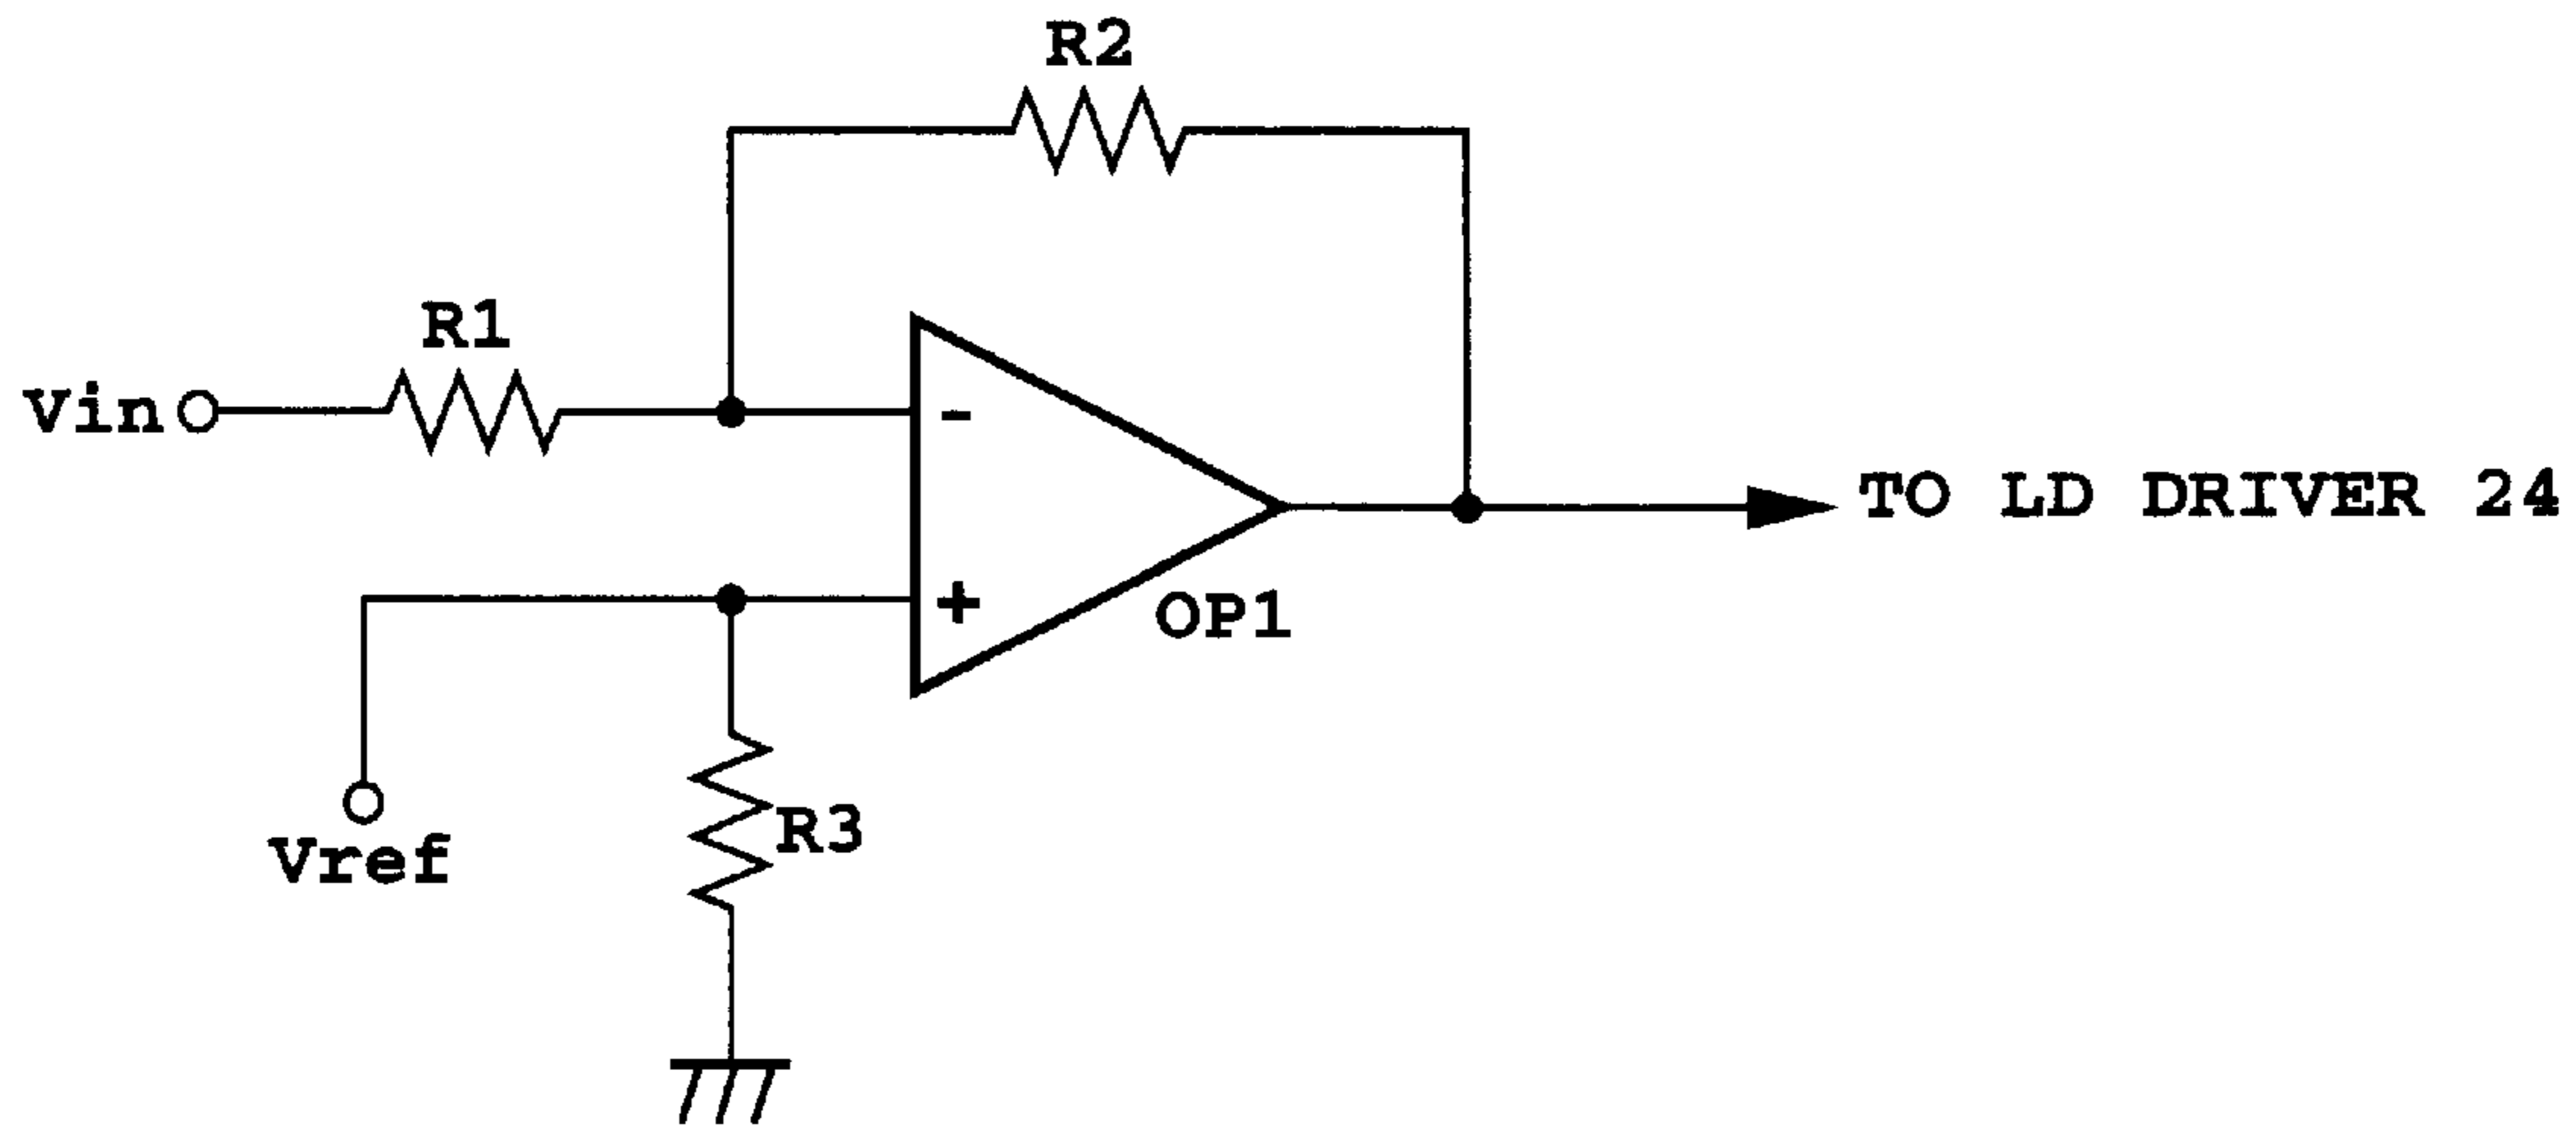 R2
R1
Vin
-
TO LD DRIVER 24
+
OP1
R3
Vref